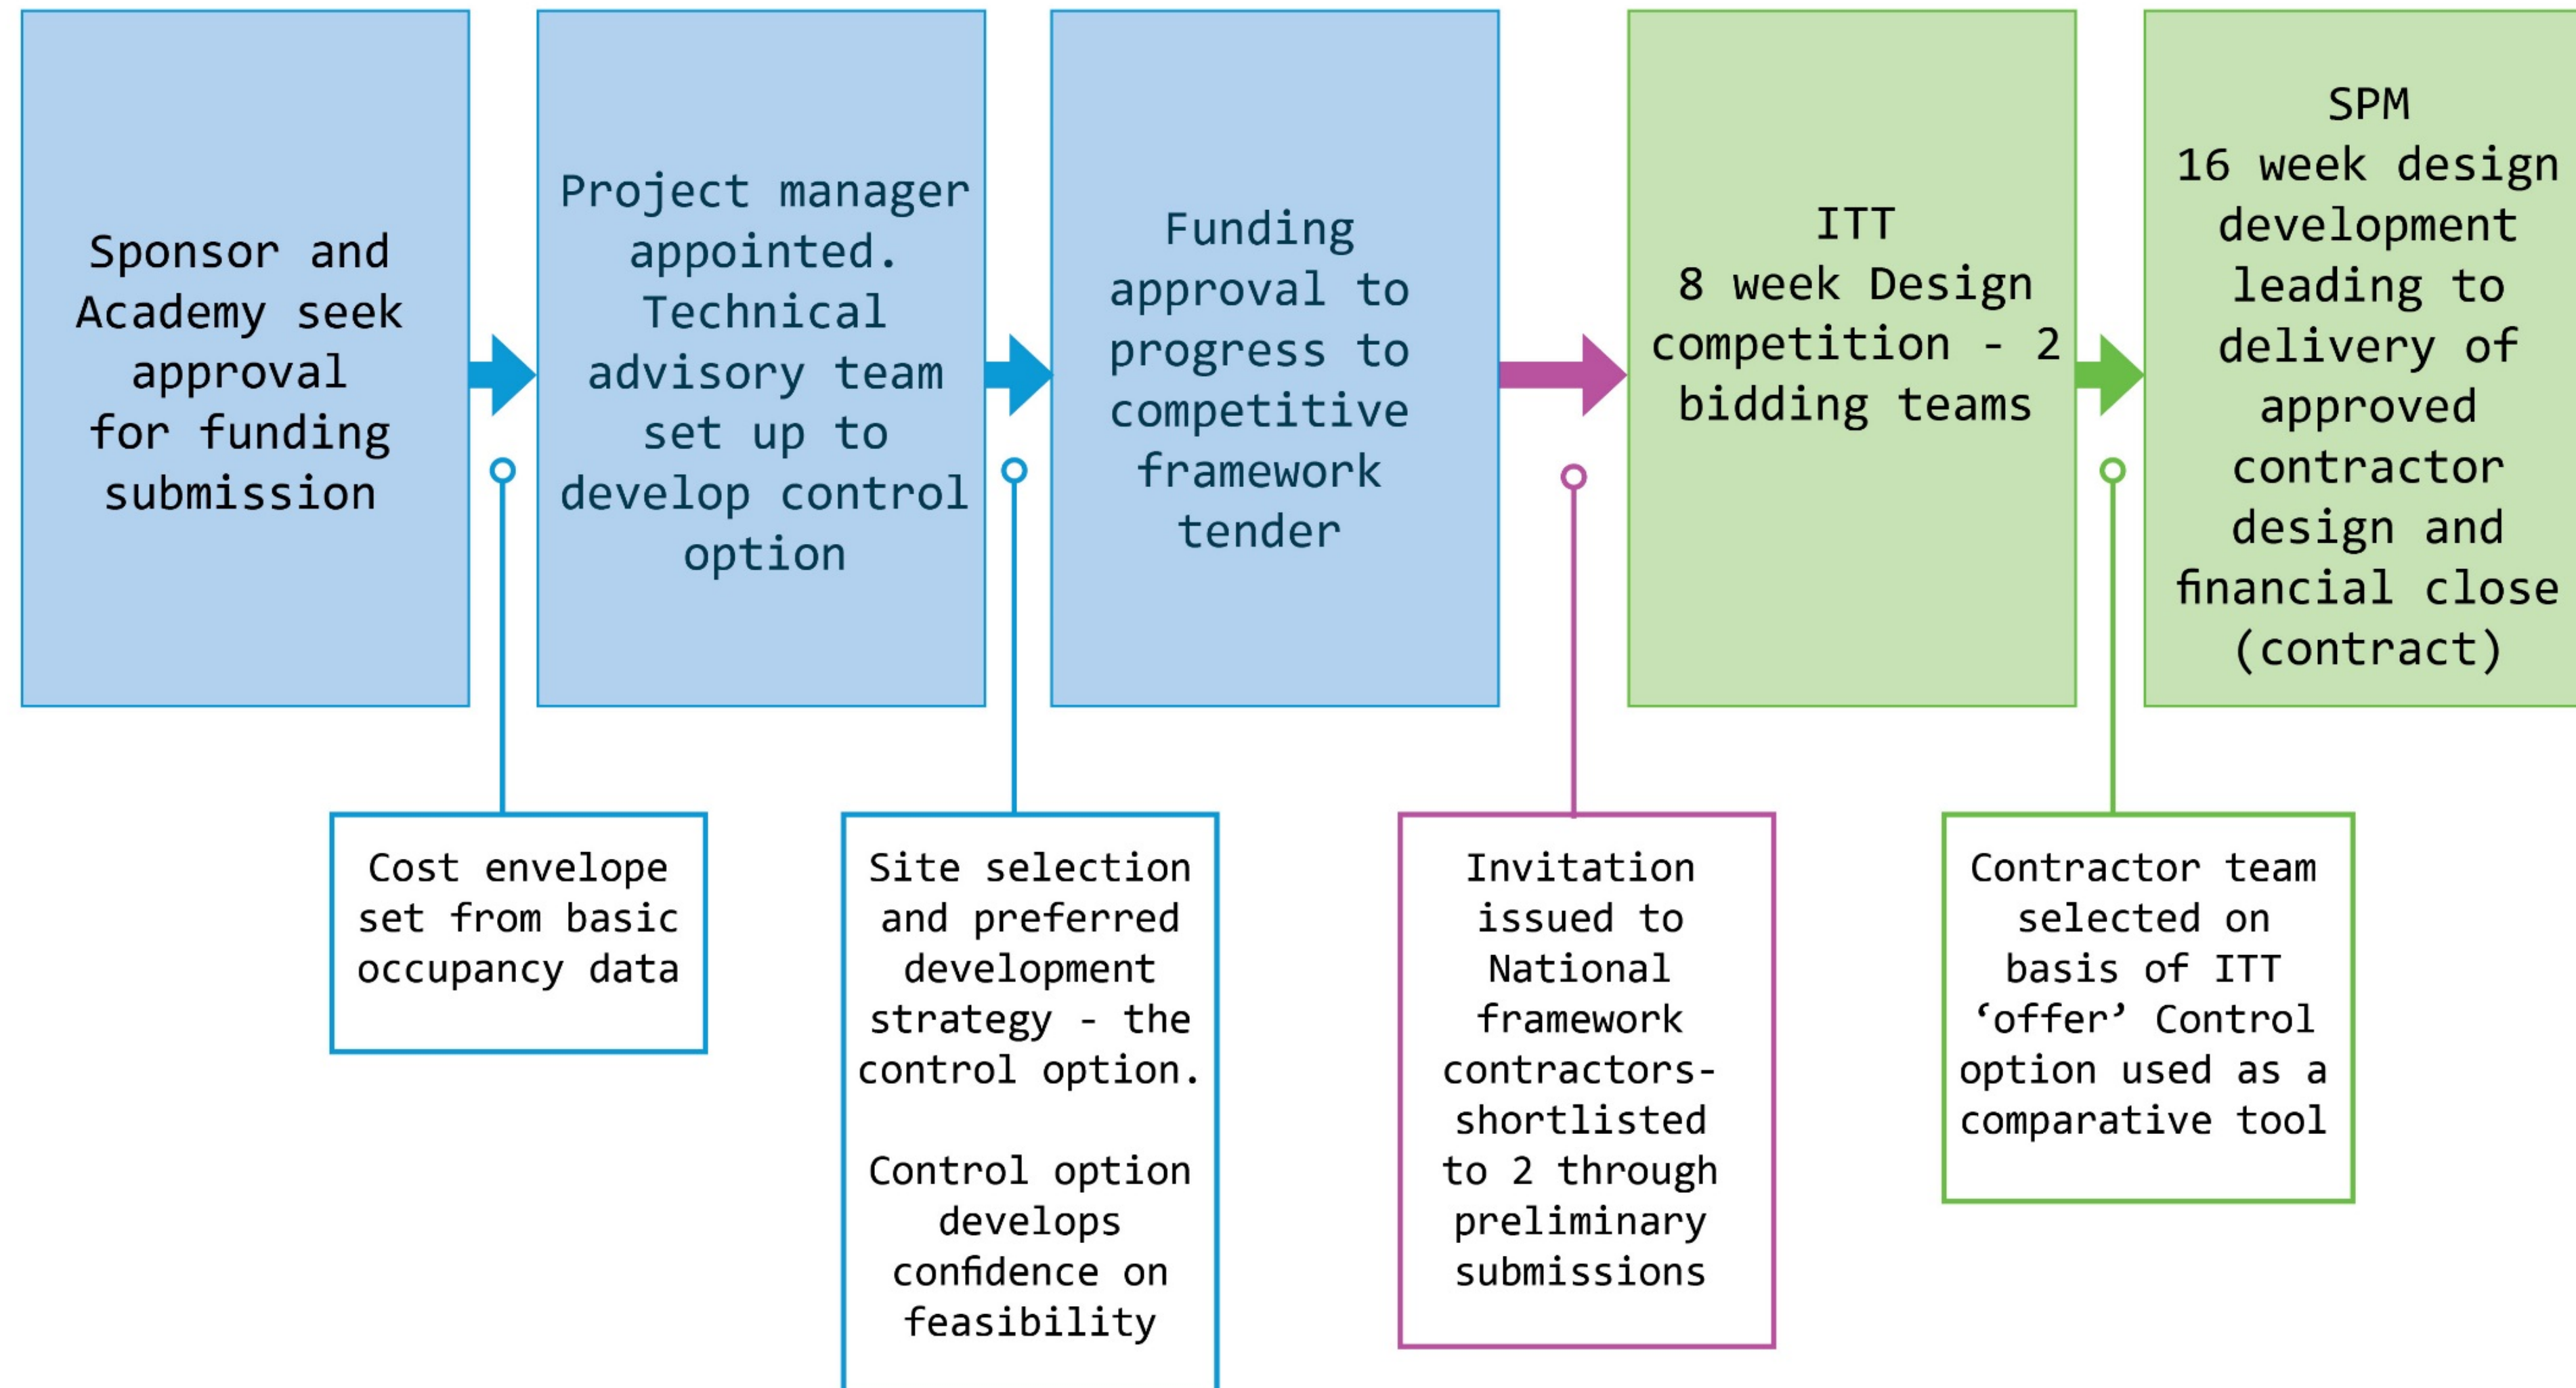 Sponsor and
Academy seek
approval
for funding
submission
Project manager
appointed.
Technical
advisory team
set up to
develop control
option
Funding
approval to
progress to
competitive
framework
tender
ITT
8 week Design
competition - 2
bidding teams
SPM
16 week design
development
leading to
delivery of
approved
contractor
design and
financial close
(contract)
Cost envelope
set from basic
occupancy data
Site selection
and preferred
development
strategy - the
control option.
Control option
develops
confidence on
feasibility
Invitation
issued to
National
framework
contractors-
shortlisted
to 2 through
preliminary
submissions
Contractor team
selected on
basis of ITT
‘offer’ Control
option used as a
comparative tool